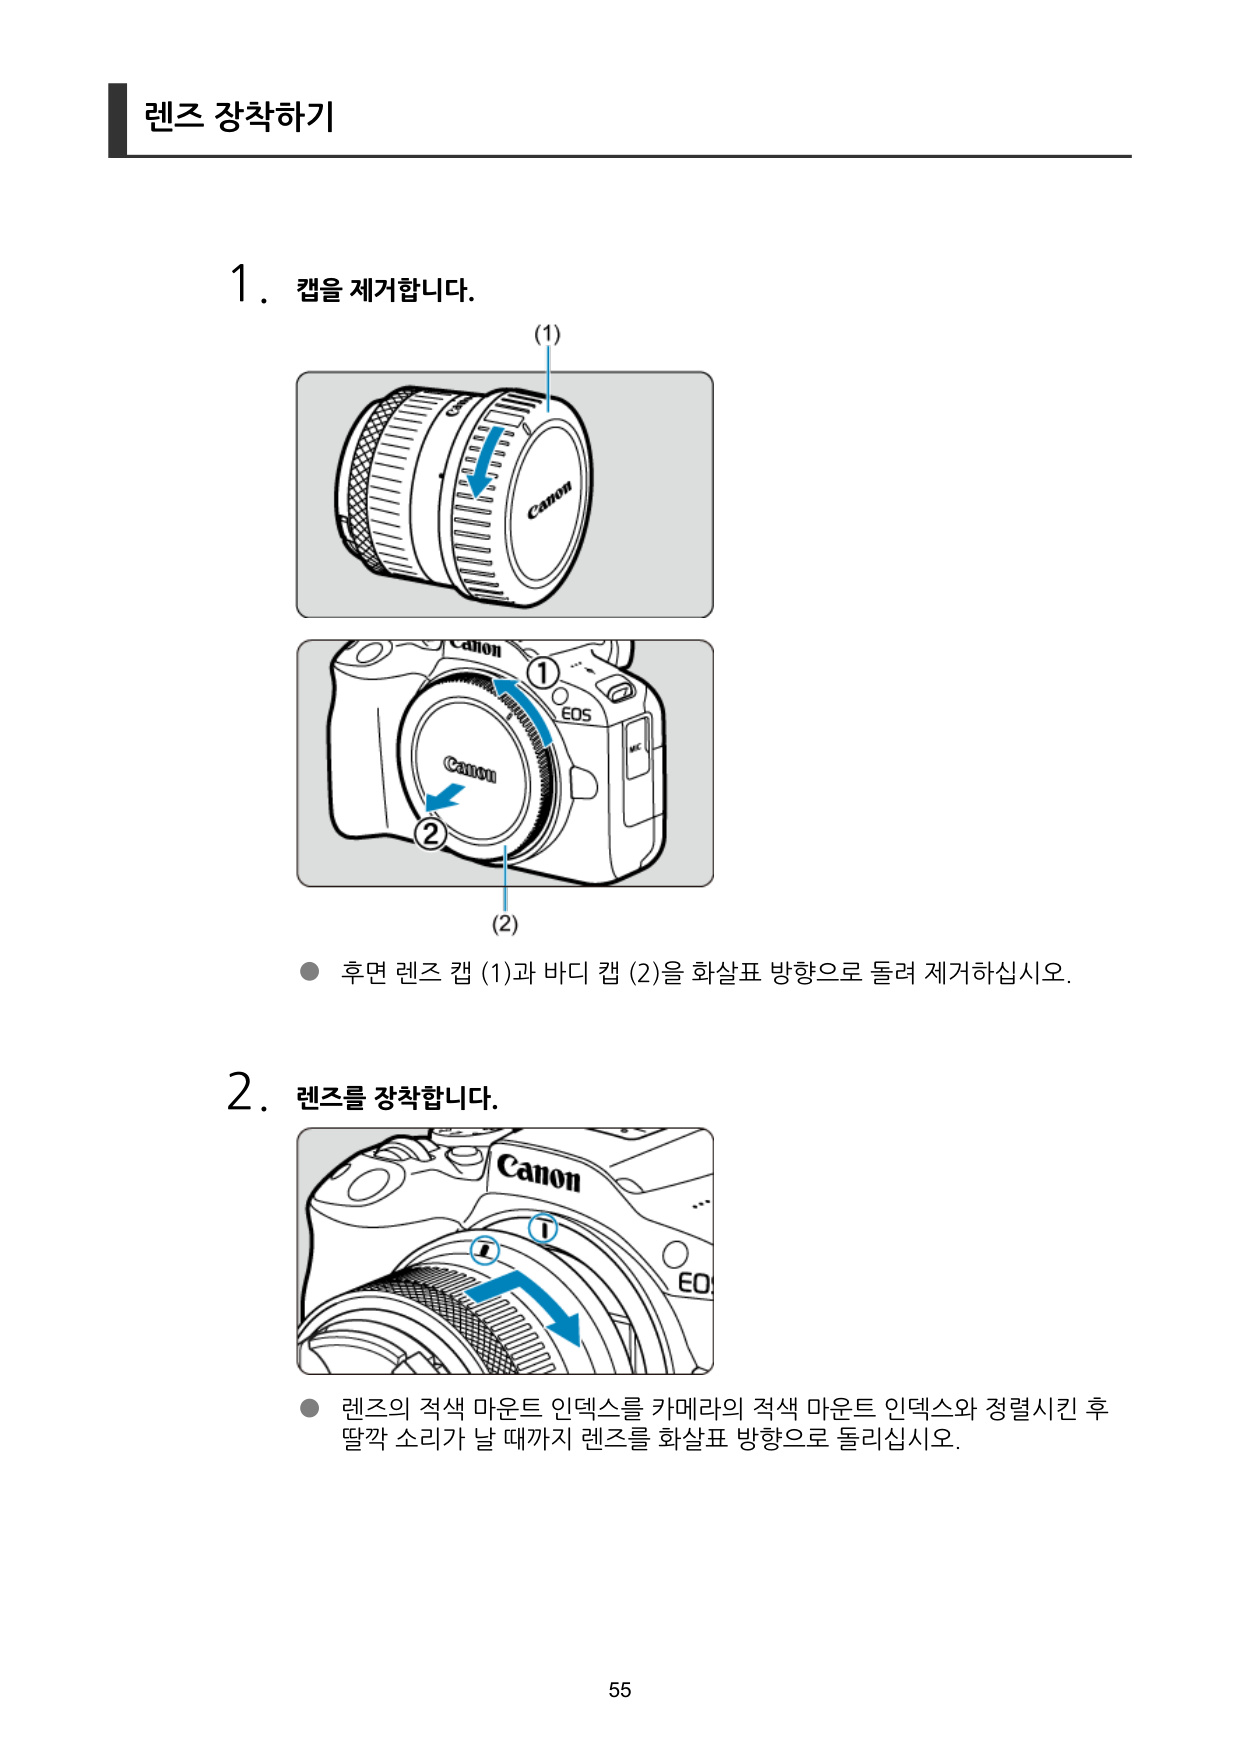 렌즈 장착하기
1. 캡을 제거합니다.
(1)
Canon
Canon
Canon
1
EOS
MIC
Canon
2
(2)
● 후면 렌즈 캡 (1)과 바디 캡 (2)을 화살표 방향으로 돌려 제거하십시오.
2. 렌즈를 장착합니다.
Canon
EOS
● 렌즈의 적색 마운트 인덱스를 카메라의 적색 마운트 인덱스와 정렬시킨 후
딸깍 소리가 날 때까지 렌즈를 화살표 방향으로 돌리십시오.
55